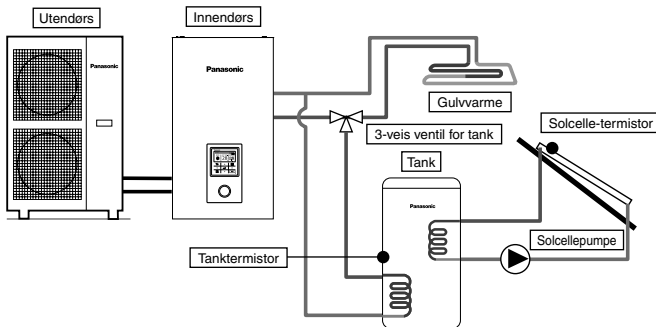 Utendørs
Innendørs
Panasonic
Panasonic
Gulvvarme
Solcelle-termistor
3-veis ventil for tank
Tank
Panasonic
Tanktermistor
Solcellepumpe